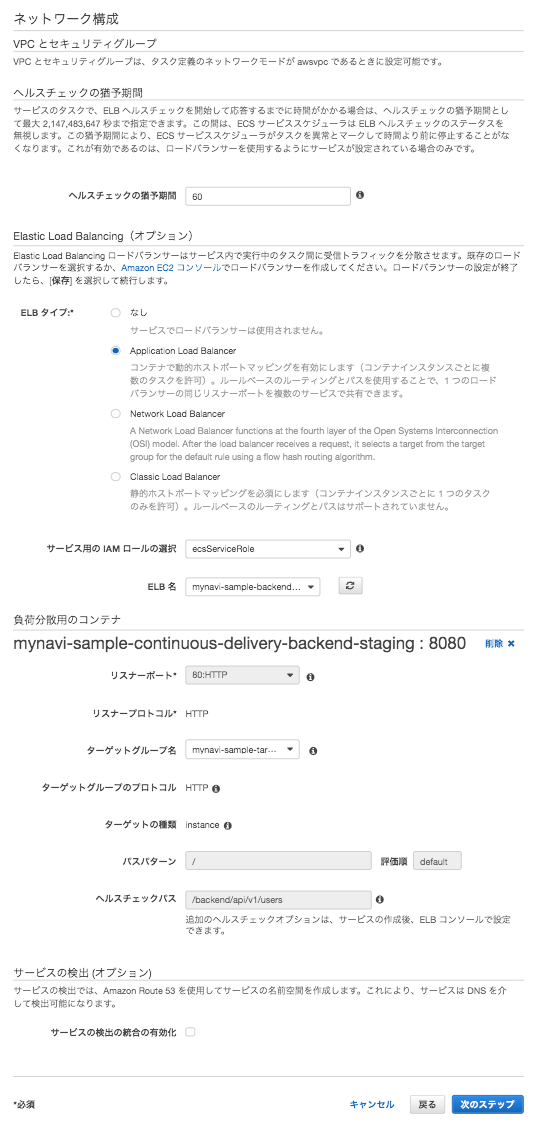 ネットワーク構成
VPC とセキュリティグループ
VPC とセキュリティグループは、タスク定義のネットワークモードが awsvpc であるときに設定可能です。
ヘルスチェックの猶予期間
サービスのタスクで、ELB ヘルスチェックを開始して応答するまでに時間がかかる場合は、ヘルスチェックの猶予期間とし
て最大 2,147,483,647 秒まで指定できます。この間は、ECS サービススケジューラは ELB ヘルスチェックのステータスを
無視します。この猶予期間により、ECS サービススケジューラがタスクを異常とマークして時間より前に停止することがな
くなります。これが有効であるのは、ロードバランサーを使用するようにサービスが設定されている場合のみです。
ヘルスチェックの猶予期間 60
Elastic Load Balancing（オプション）
Elastic Load Balancing ロードバランサーはサービス内で実行中のタスク間に受信トラフィックを分散させます。既存のロード
バランサーを選択するか、Amazon EC2 コンソールでロードバランサーを作成してください。ロードバランサーの設定が終了
したら、[保存] を選択して続行します。
ELB タイプ:* なし
サービスでロードバランサーは使用されません。
Application Load Balancer
コンテナで動的ホストポートマッピングを有効にします（コンテナインスタンスごとに複
数のタスクを許可）。ルールベースのルーティングとパスを使用することで、1 つのロード
バランサーの同じリスナーポートを複数のサービスで共有できます。
Network Load Balancer
A Network Load Balancer functions at the fourth layer of the Open Systems Interconnection
(OSI) model. After the load balancer receives a request, it selects a target from the target
group for the default rule using a flow hash routing algorithm.
Classic Load Balancer
静的ホストポートマッピングを必須にします（コンテナインスタンスごとに 1 つのタスク
のみを許可）。ルールベースのルーティングとパスはサポートされていません。
サービス用の IAM ロールの選択 ecsServiceRole
ELB 名 mynavi-sample-backend...
負荷分散用のコンテナ
mynavi-sample-continuous-delivery-backend-staging : 8080 削除
リスナーポート* 80:HTTP
リスナープロトコル* HTTP
ターゲットグループ名 mynavi-sample-tar...
ターゲットグループのプロトコル HTTP
ターゲットの種類 instance
パスパターン / 評価順 default
ヘルスチェックパス /backend/api/v1/users
追加のヘルスチェックオプションは、サービスの作成後、ELB コンソールで設定
できます。
サービスの検出 (オプション)
サービスの検出では、Amazon Route 53 を使用してサービスの名前空間を作成します。これにより、サービスは DNS を介
して検出可能になります。
サービスの検出の統合の有効化
*必須 キャンセル 戻る 次のステップ